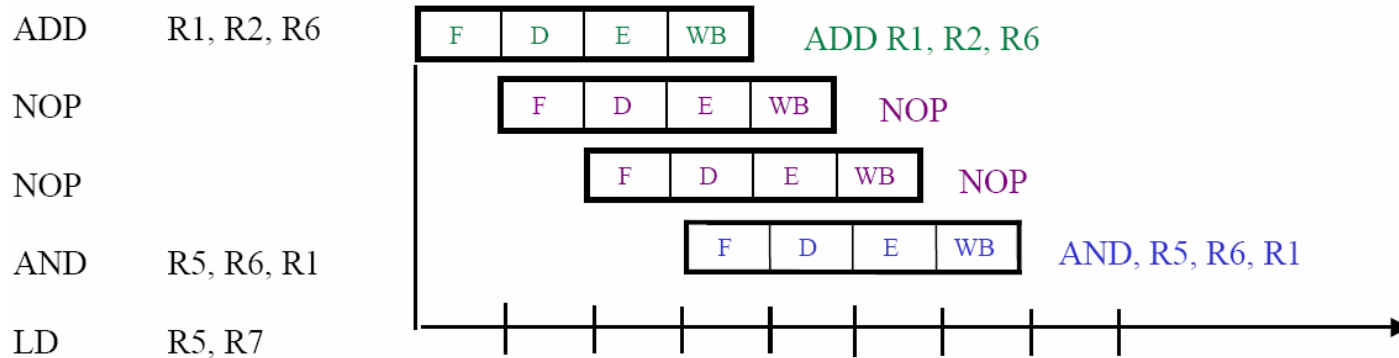 ADD R1, R2, R6 F D E WB ADD R1, R2, R6
NOP F D E WB NOP
NOP F D E WB NOP
AND R5, R6, R1 F D E WB AND, R5, R6, R1
LD R5, R7